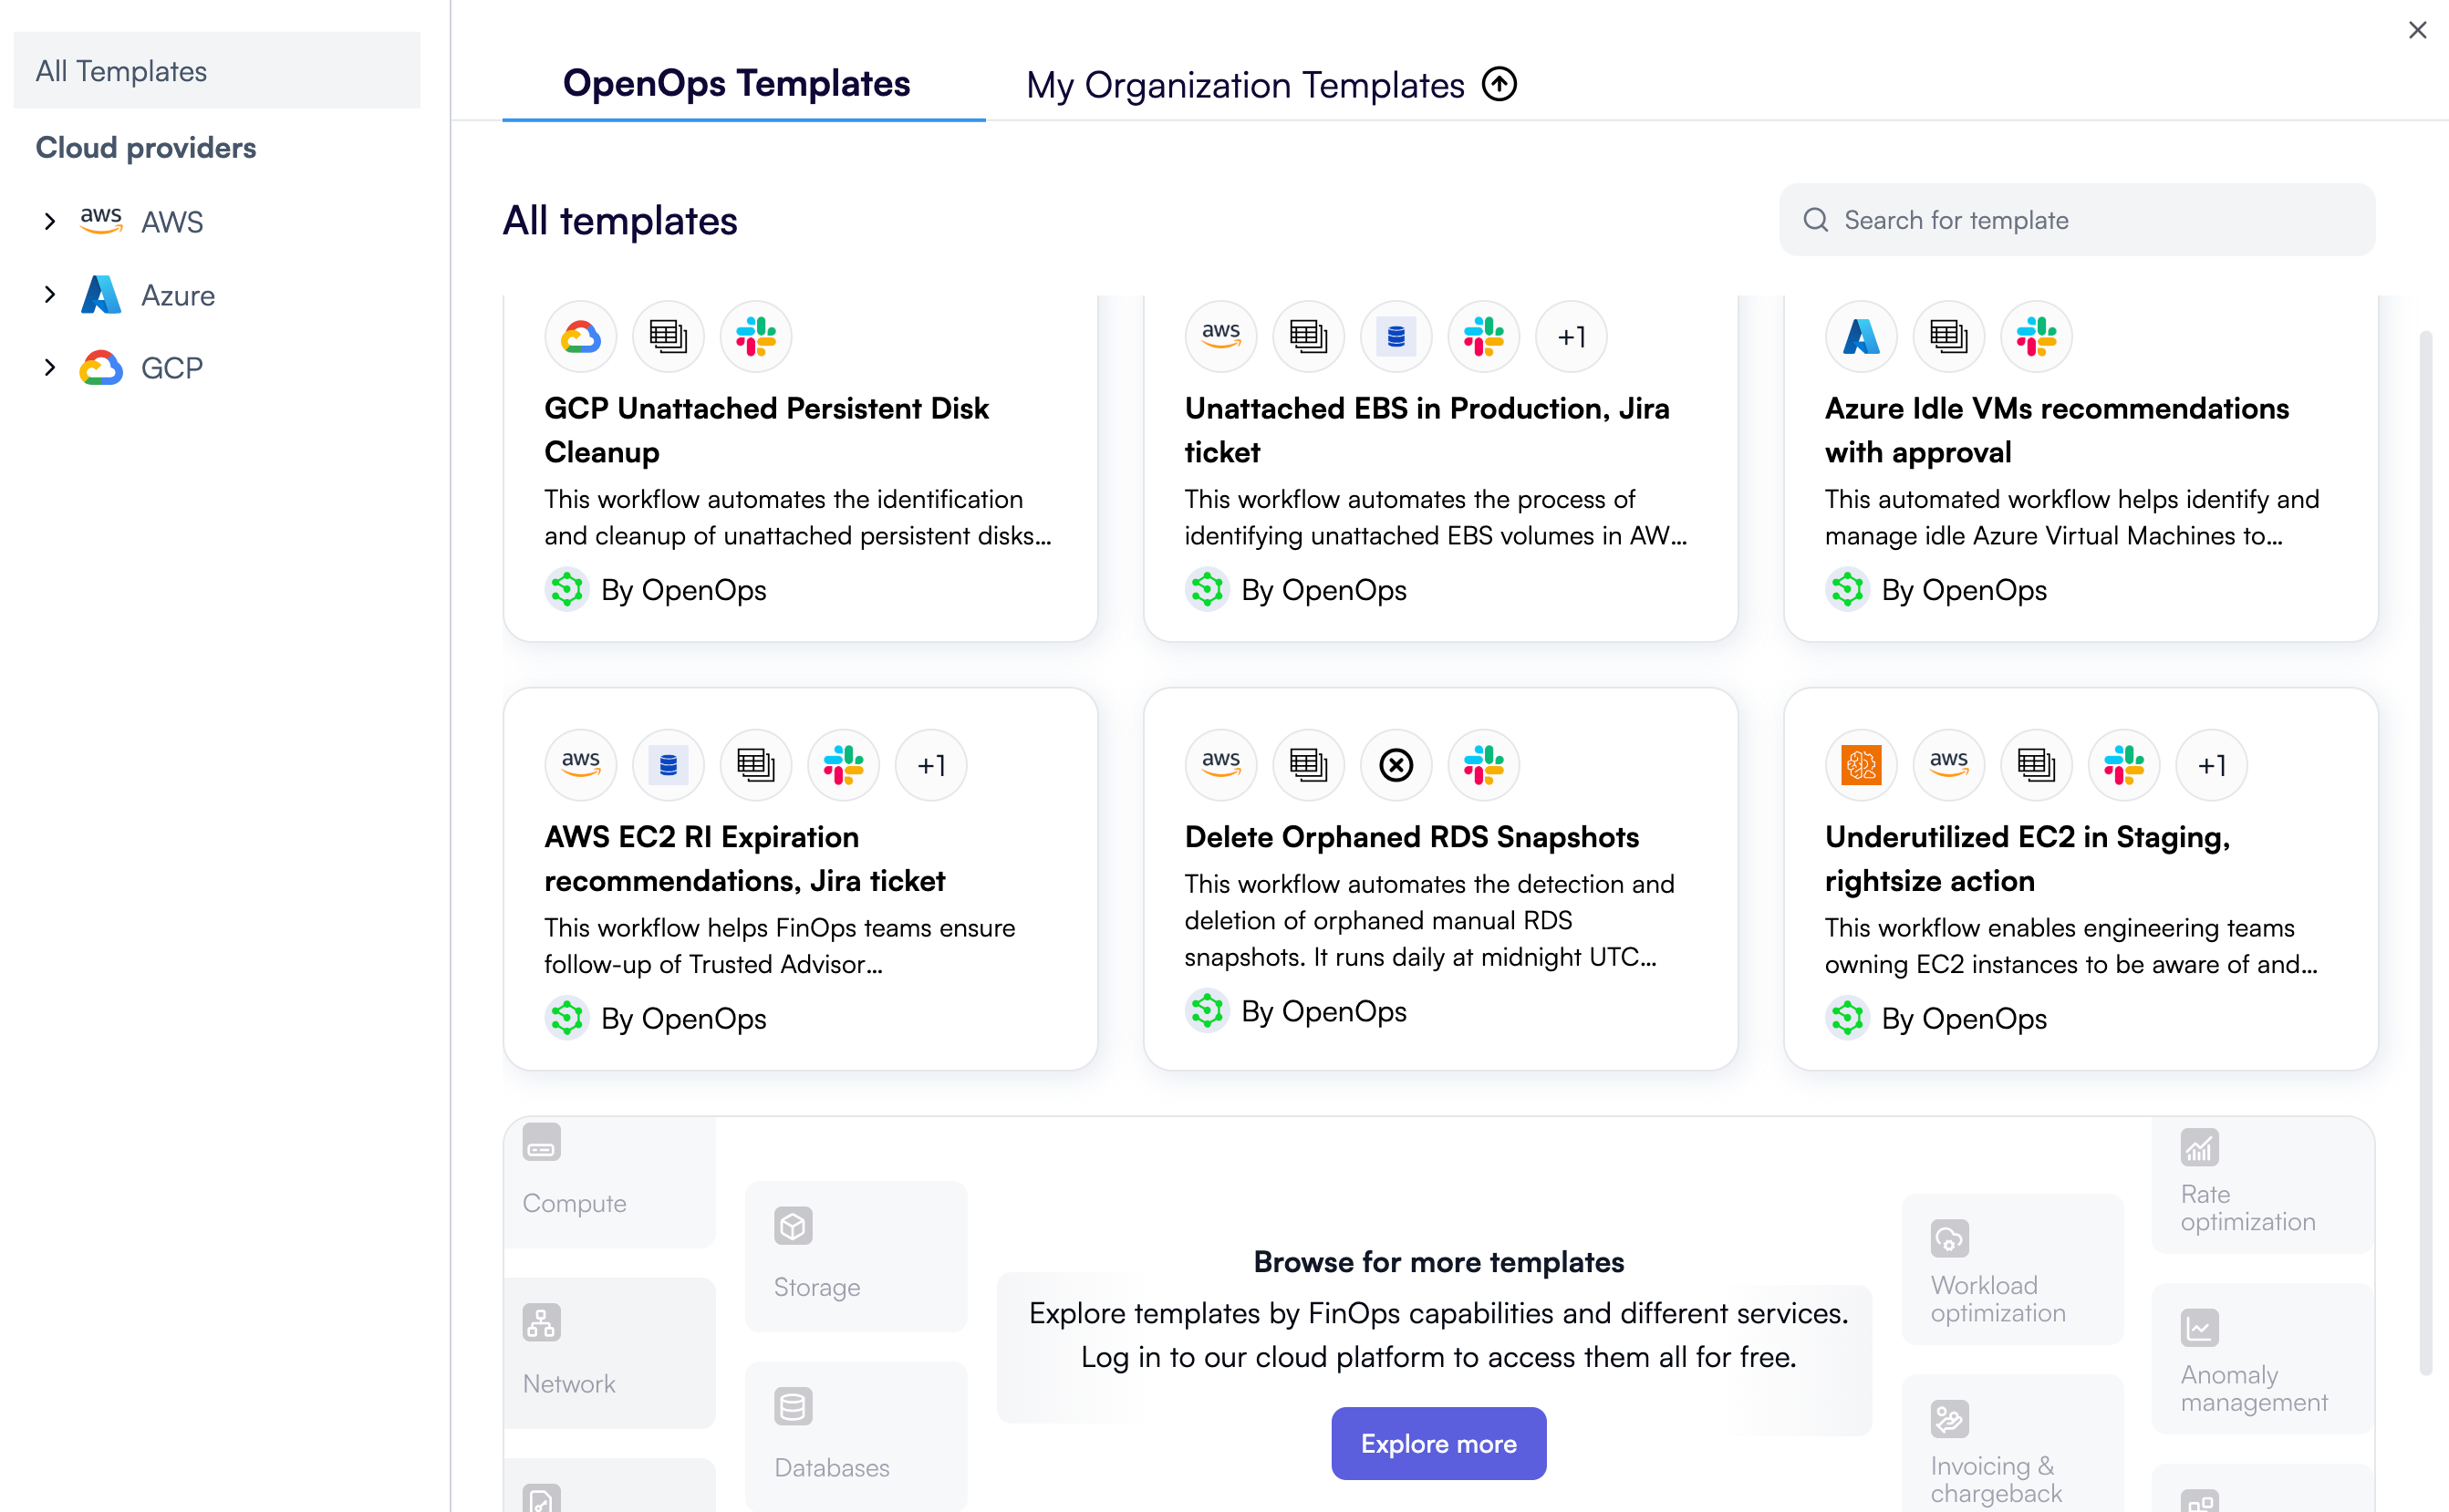 All Templates
Cloud providers
aws AWS
Azure
GCP
OpenOps Templates
My Organization Templates
All templates
Search for template
GCP Unattached Persistent Disk
Cleanup
This workflow automates the identification
and cleanup of unattached persistent disks...
By OpenOps
aws
+1
Unattached EBS in Production, Jira
ticket
This workflow automates the process of
identifying unattached EBS volumes in AW...
By OpenOps
Azure Idle VMs recommendations
with approval
This automated workflow helps identify and
manage idle Azure Virtual Machines to...
By OpenOps
aws
+1
AWS EC2 RI Expiration
recommendations, Jira ticket
This workflow helps FinOps teams ensure
follow-up of Trusted Advisor...
By OpenOps
aws
Delete Orphaned RDS Snapshots
This workflow automates the detection and
deletion of orphaned manual RDS
snapshots. It runs daily at midnight UTC...
By OpenOps
aws
+1
Underutilized EC2 in Staging,
rightsize action
This workflow enables engineering teams
owning EC2 instances to be aware of and...
By OpenOps
Compute
Network
Storage
Databases
Browse for more templates
Explore templates by FinOps capabilities and different services.
Log in to our cloud platform to access them all for free.
Explore more
Workload
optimization
Invoicing &
chargeback
Rate
optimization
Anomaly
management